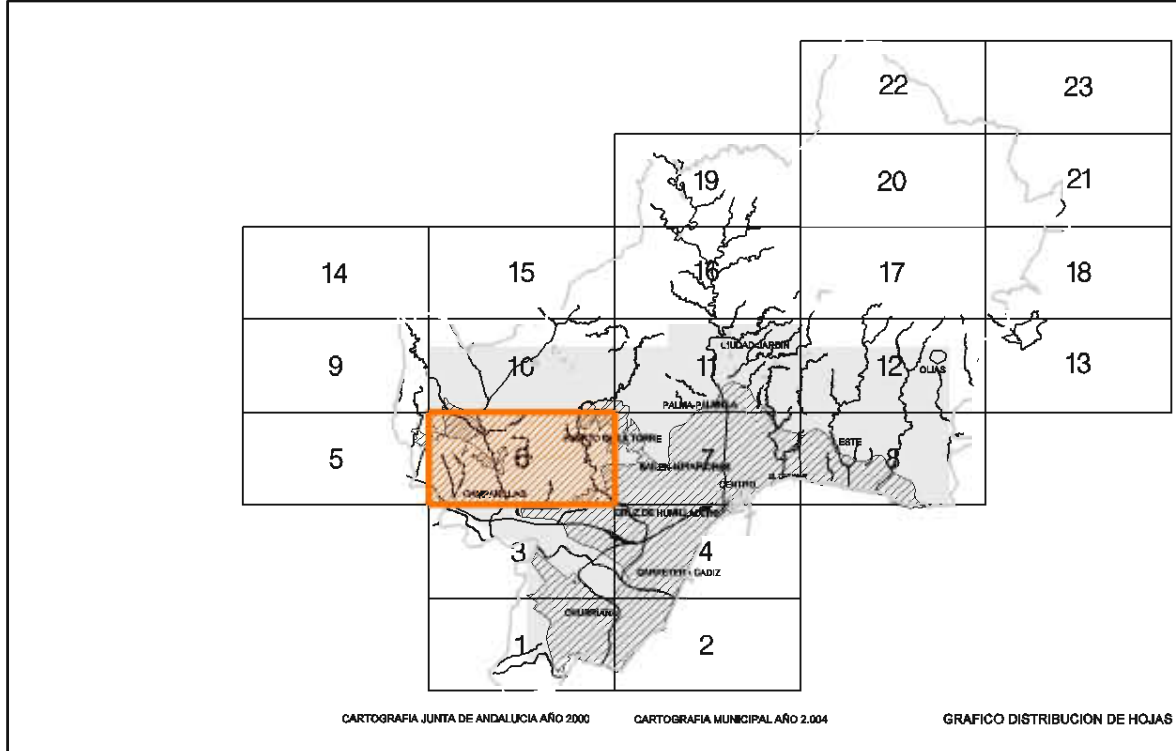 22 23
19 20 21
14 15 16 17 18
CIUDAD-JARDIN
9 10 11 12 13
OLIAS
PALMA-PALMILLA
PUERTO DE LA TORRE ESTE
5 6 7 8
BAILEN-MIRAFLORES
CENTRO
CAMPANILLAS
CRUZ DE HUMILLADERO
3 4
CARRETERA CADIZ
CHURRIANA
1 2
CARTOGRAFIA JUNTA DE ANDALUCIA AÑO 2000 CARTOGRAFIA MUNICIPAL AÑO 2.004 GRAFICO DISTRIBUCION DE HOJAS